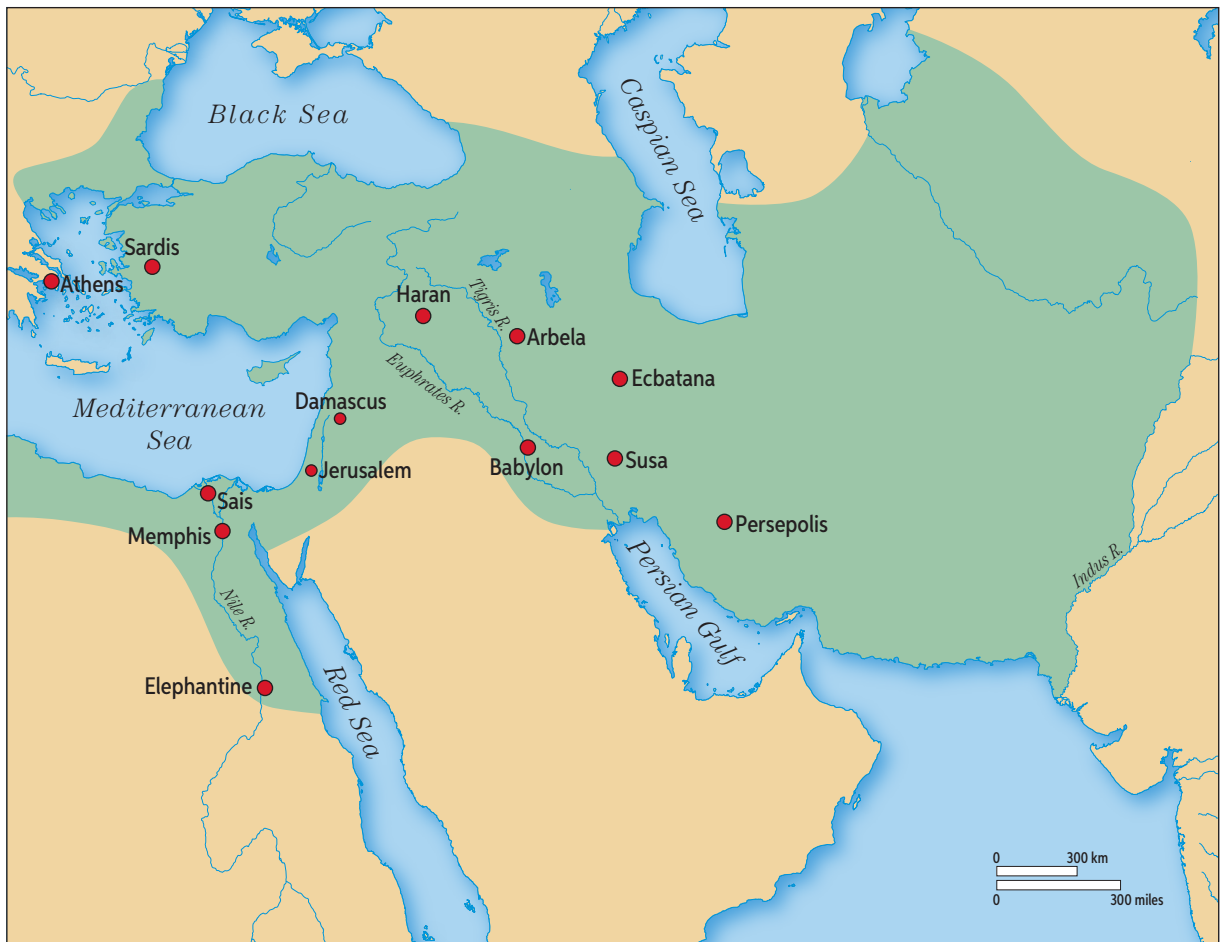 Black Sea
Caspian Sea
Sardis
Athens
Haran
Tigris R.
Arbela
Ecbatana
Euphrates R.
Mediterranean
Sea
Damascus
Jerusalem
Babylon
Susa
Sais
Memphis
Persepolis
Persian Gulf
Indus R.
Nile R.
Elephantine
Red Sea
0 300 km
0 300 miles